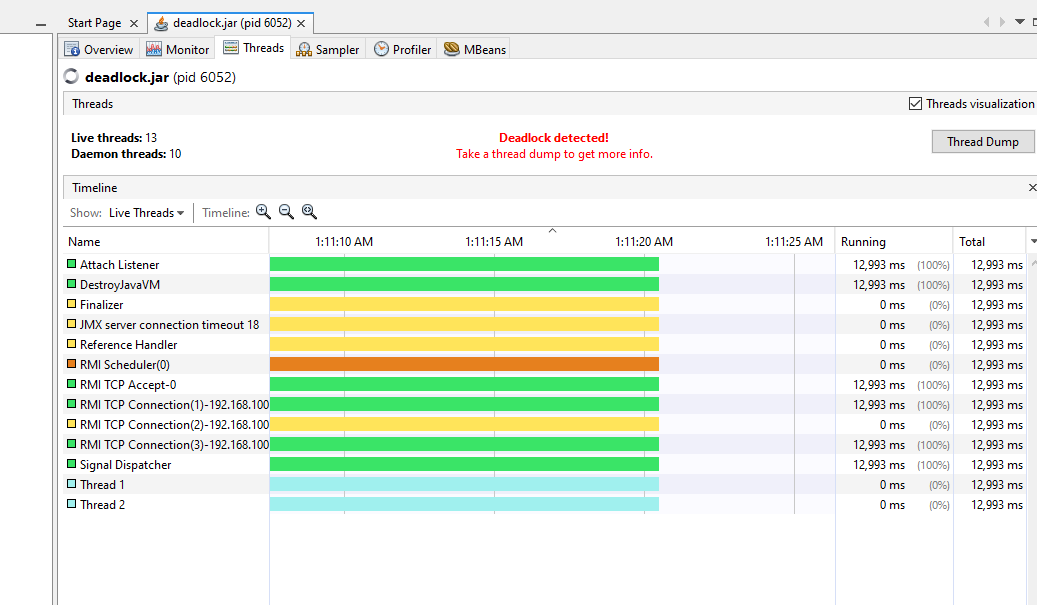 Start Page deadlock.jar (pid 6052)
Overview Monitor Threads Sampler Profiler MBeans
deadlock.jar (pid 6052)
Threads Threads visualization
Live threads: 13 Deadlock detected!
Daemon threads: 10 Take a thread dump to get more info. Thread Dump
Timeline
Show: Live Threads Timeline:
Name 1:11:10 AM 1:11:15 AM 1:11:20 AM 1:11:25 AM Running Total
Attach Listener 12,993 ms (100%) 12,993 ms
DestroyJavaVM 12,993 ms (100%) 12,993 ms
Finalizer 0 ms (0%) 12,993 ms
JMX server connection timeout 18 0 ms (0%) 12,993 ms
Reference Handler 0 ms (0%) 12,993 ms
RMI Scheduler(0) 0 ms (0%) 12,993 ms
RMI TCP Accept-0 12,993 ms (100%) 12,993 ms
RMI TCP Connection(1)-192.168.100 12,993 ms (100%) 12,993 ms
RMI TCP Connection(2)-192.168.100 0 ms (0%) 12,993 ms
RMI TCP Connection(3)-192.168.100 12,993 ms (100%) 12,993 ms
Signal Dispatcher 12,993 ms (100%) 12,993 ms
Thread 1 0 ms (0%) 12,993 ms
Thread 2 0 ms (0%) 12,993 ms